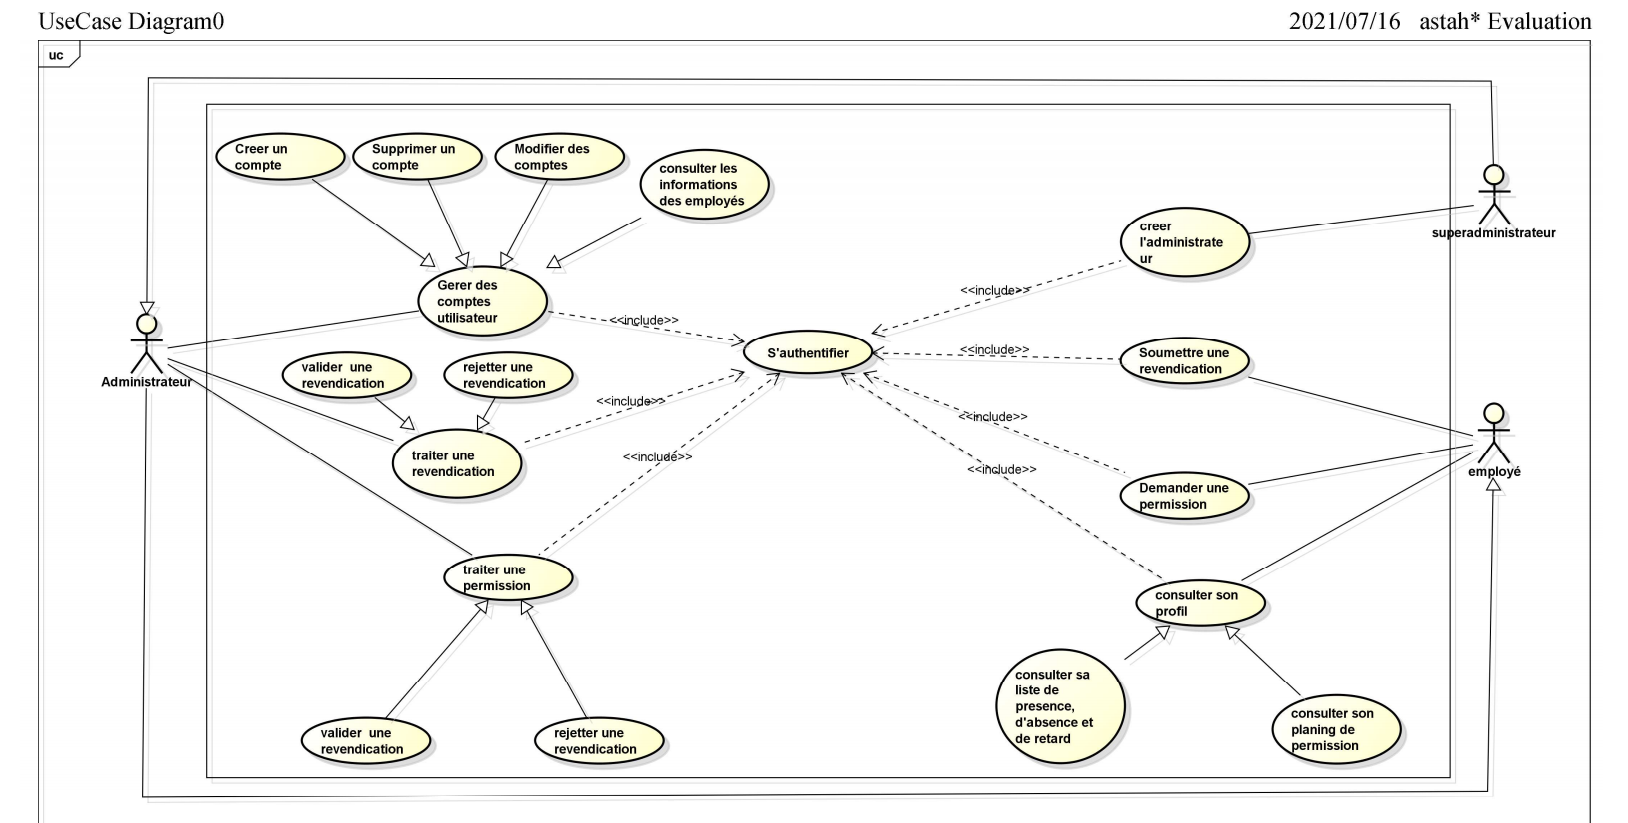 UseCase Diagram0
2021/07/16 astah* Evaluation
uc
Creer un
compte
Supprimer un
compte
Modifier des
comptes
consulter les
informations
des employés
creer
l'administrate
ur
superadministrateur
Gerer des
comptes
utilisateur
<<include>>
<<include>>
Administrateur
S'authentifier
<<include>>
Soumettre une
revendication
valider une
revendication
rejetter une
revendication
<<include>>
<<include>>
traiter une
revendication
<<include>>
<<include>>
employé
Demander une
permission
traiter une
permission
consulter son
profil
consulter sa
liste de
presence,
d'absence et
de retard
consulter son
planing de
permission
valider une
revendication
rejetter une
revendication